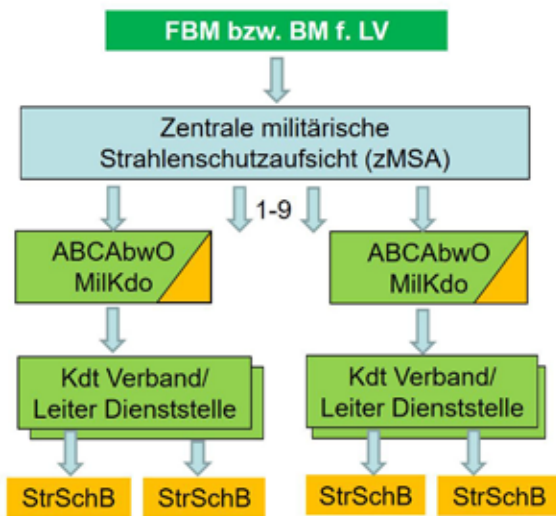 FBM bzw. BM f. LV
Zentrale militärische
Strahlenschutzaufsicht (zMSA)
1-9
ABCAbwO
MilKdo
ABCAbwO
MilKdo
Kdt Verband/
Leiter Dienststelle
Kdt Verband/
Leiter Dienststelle
StrSchB
StrSchB
StrSchB
StrSchB